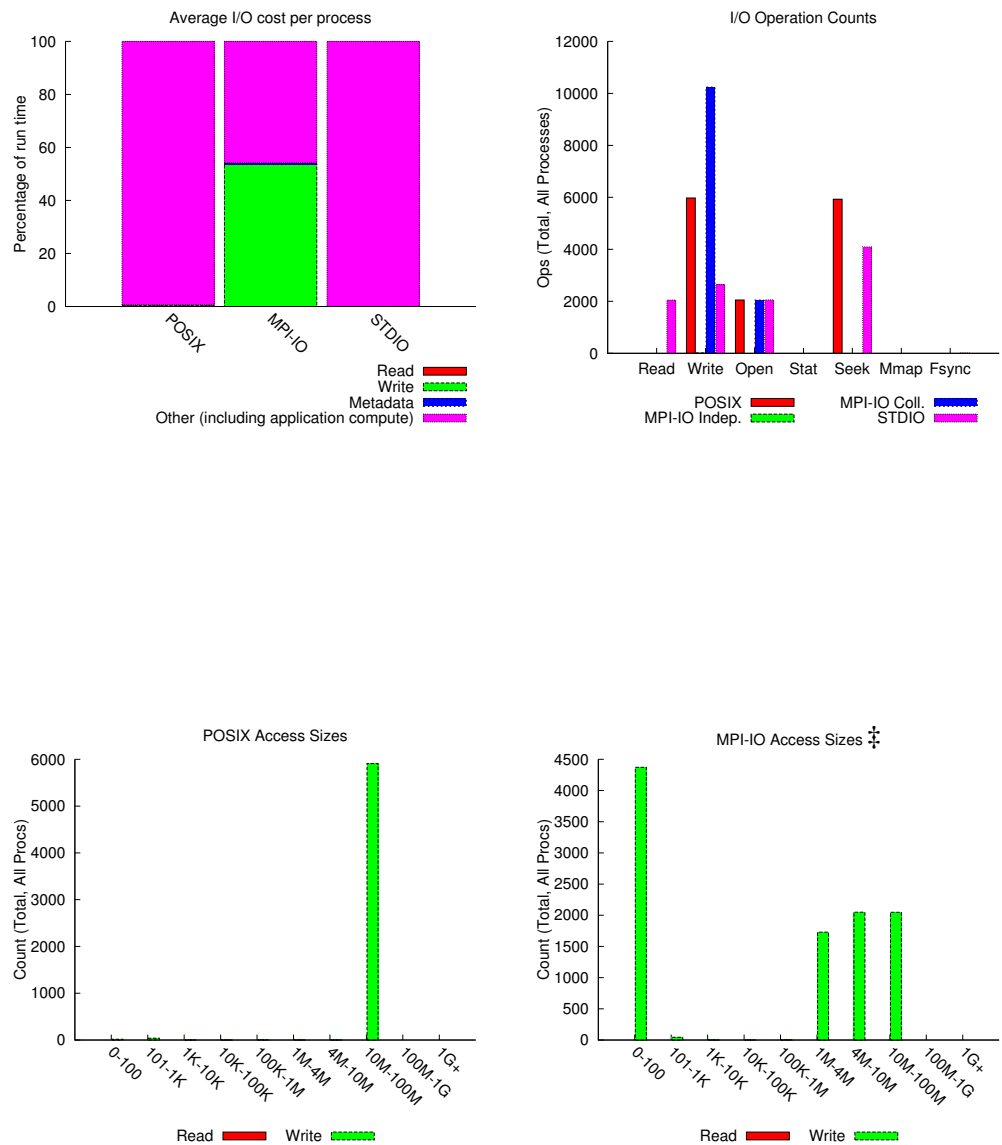 Average I/O cost per process
100
80
60
40
20
0
Percentage of run time
POSIX
MPI-IO
STDIO
Read
Write
Metadata
Other (including application compute)
I/O Operation Counts
12000
10000
8000
6000
4000
2000
0
Ops (Total, All Processes)
Read Write Open Stat Seek Mmap Fsync
POSIX MPI-IO Coll.
MPI-IO Indep. STDIO
POSIX Access Sizes
6000
5000
4000
3000
2000
1000
0
Count (Total, All Procs)
0-100
101-1K
1K-10K
10K-100K
100K-1M
1M-4M
4M-10M
10M-100M
100M-1G
1G+
Read Write
MPI-IO Access Sizes ‡
4500
4000
3500
3000
2500
2000
1500
1000
500
0
Count (Total, All Procs)
0-100
101-1K
1K-10K
10K-100K
100K-1M
1M-4M
4M-10M
10M-100M
100M-1G
1G+
Read Write